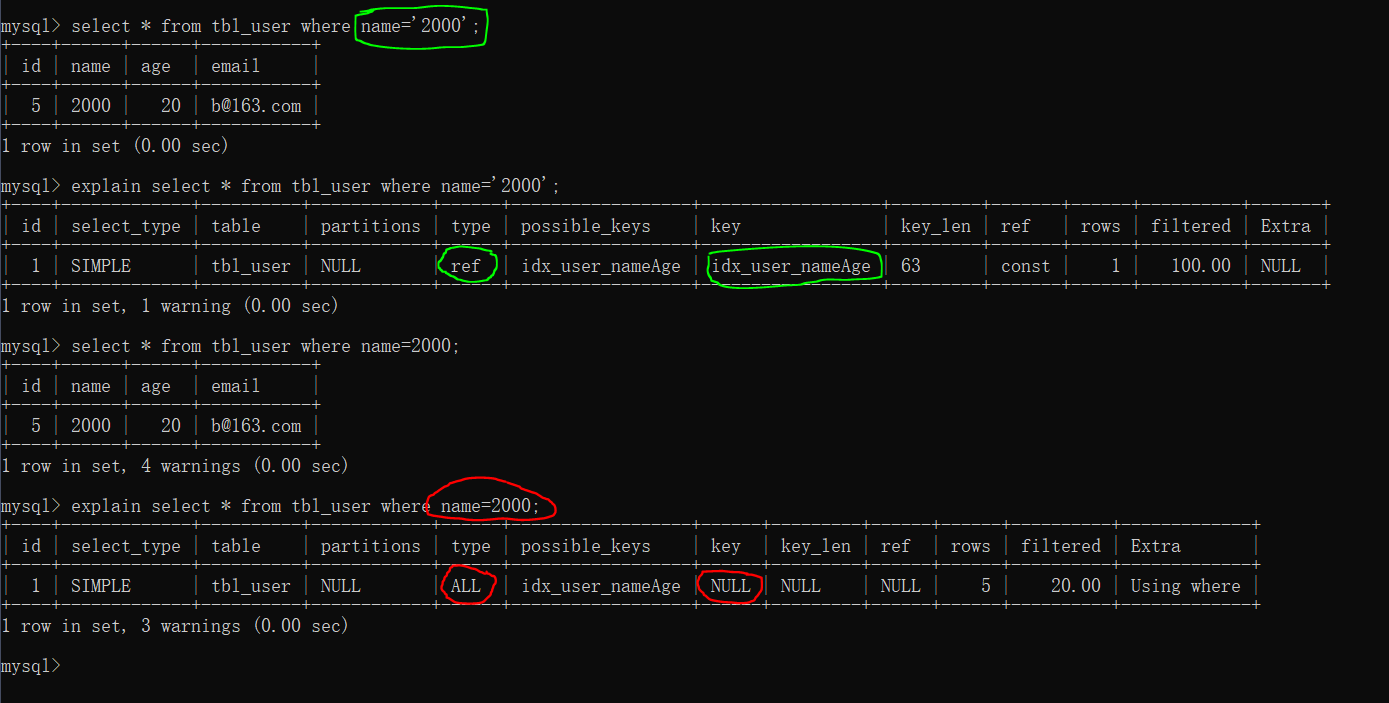 mysql> select * from tbl_user where name='2000';
+----+------+------+-----------+
| id | name | age  | email     |
+----+------+------+-----------+
|  5 | 2000 |   20 | b@163.com |
+----+------+------+-----------+
1 row in set (0.00 sec)
mysql> explain select * from tbl_user where name='2000';
+----+-------------+----------+------------+------+------------------+------------------+---------+-------+------+----------+-------+
| id | select_type | table    | partitions | type | possible_keys    | key              | key_len | ref   | rows | filtered | Extra |
+----+-------------+----------+------------+------+------------------+------------------+---------+-------+------+----------+-------+
|  1 | SIMPLE      | tbl_user | NULL       | ref  | idx_user_nameAge | idx_user_nameAge | 63      | const |    1 |   100.00 | NULL  |
+----+-------------+----------+------------+------+------------------+------------------+---------+-------+------+----------+-------+
1 row in set, 1 warning (0.00 sec)
mysql> select * from tbl_user where name=2000;
+----+------+------+-----------+
| id | name | age  | email     |
+----+------+------+-----------+
|  5 | 2000 |   20 | b@163.com |
+----+------+------+-----------+
1 row in set, 4 warnings (0.00 sec)
mysql> explain select * from tbl_user where name=2000;
+----+-------------+----------+------------+------+------------------+------+---------+------+------+----------+-------------+
| id | select_type | table    | partitions | type | possible_keys    | key  | key_len | ref  | rows | filtered | Extra       |
+----+-------------+----------+------------+------+------------------+------+---------+------+------+----------+-------------+
|  1 | SIMPLE      | tbl_user | NULL       | ALL  | idx_user_nameAge | NULL | NULL    | NULL |    5 |    20.00 | Using where |
+----+-------------+----------+------------+------+------------------+------+---------+------+------+----------+-------------+
1 row in set, 3 warnings (0.00 sec)
mysql>